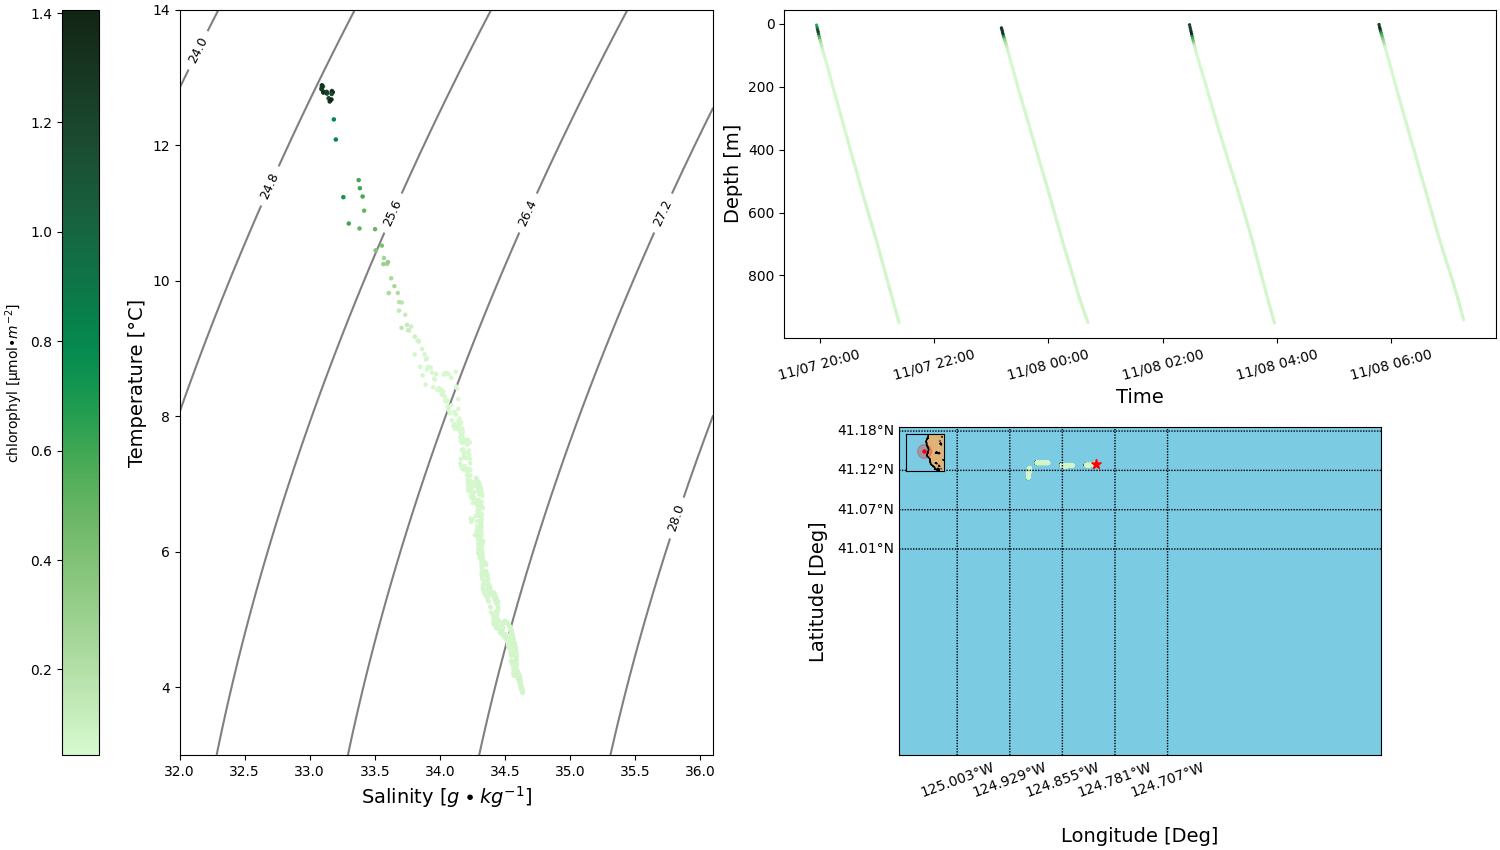 1.4
1.2
1.0
0.8
0.6
0.4
0.2
chlorophyl [µmol•m⁻²]
14
12
10
8
6
4
Temperature [°C]
24.0
24.8
25.6
26.4
27.2
28.0
32.0 32.5 33.0 33.5 34.0 34.5 35.0 35.5 36.0
Salinity [g • kg⁻¹]
0
200
400
600
800
Depth [m]
11/07 20:00 11/07 22:00 11/08 00:00 11/08 02:00 11/08 04:00 11/08 06:00
Time
41.18°N
41.12°N
41.07°N
41.01°N
Latitude [Deg]
125.003°W 124.929°W 124.855°W 124.781°W 124.707°W
Longitude [Deg]